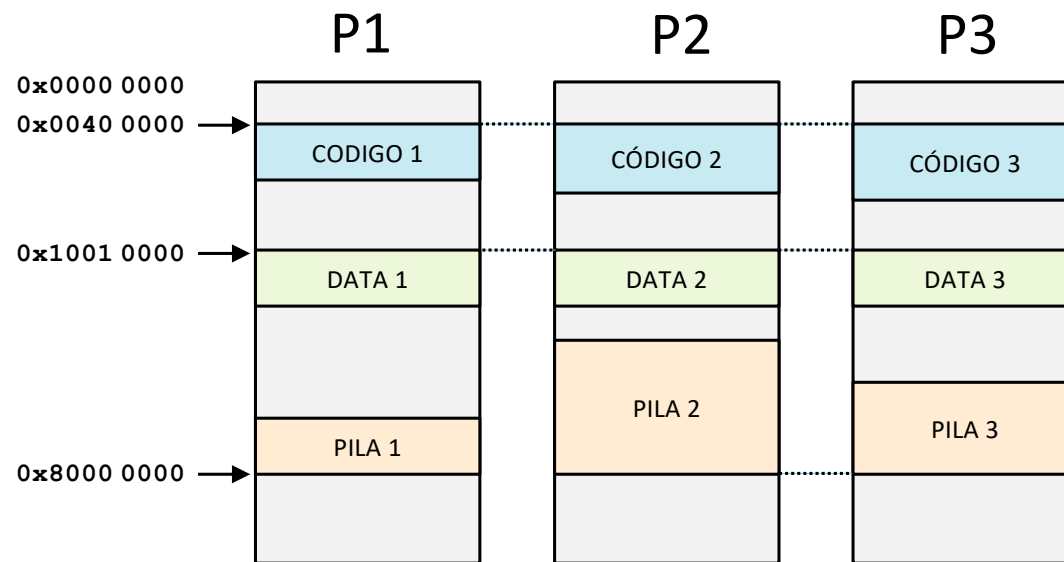 P1 P2 P3
0x0000 0000
0x0040 0000
CODIGO 1 CÓDIGO 2 CÓDIGO 3
0x1001 0000
DATA 1 DATA 2 DATA 3
PILA 1 PILA 2 PILA 3
0x8000 0000